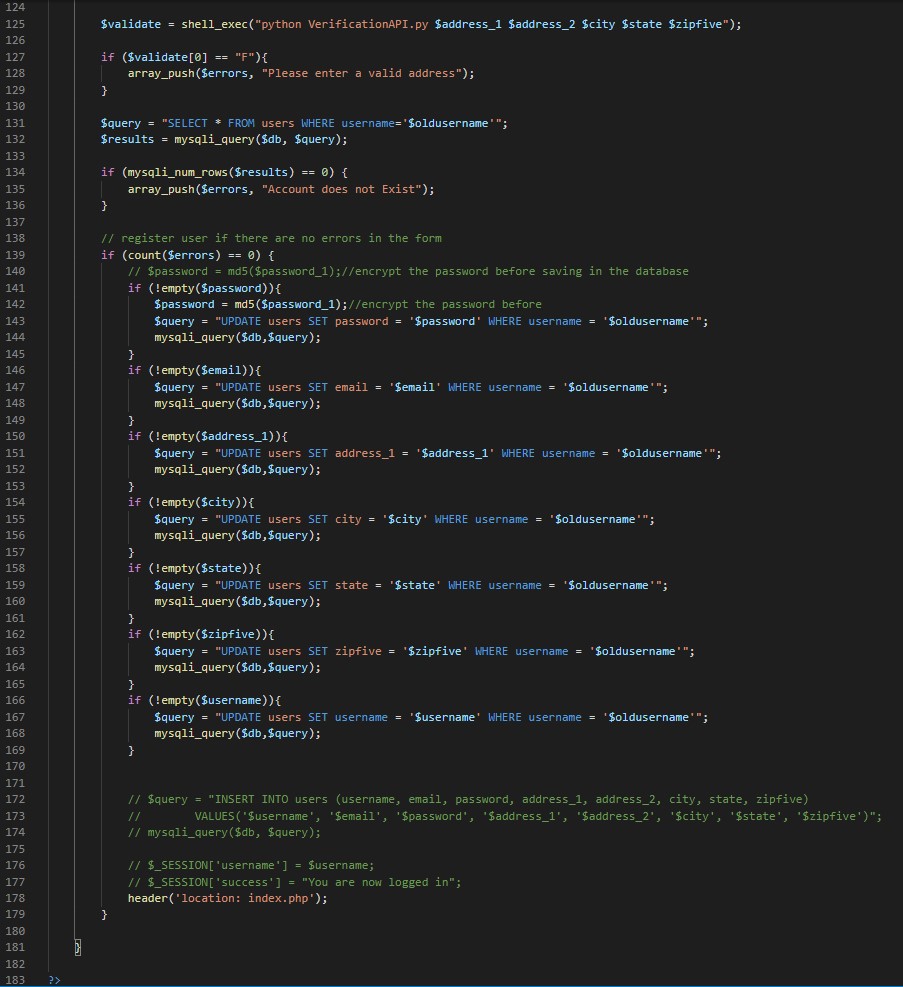 124
125 $validate = shell_exec("python VerificationAPI.py $address_1 $address_2 $city $state $zipfive");
126
127 if ($validate[0] == "F"){
128 array_push($errors, "Please enter a valid address");
129 }
130
131 $query = "SELECT * FROM users WHERE username='$oldusername'";
132 $results = mysqli_query($db, $query);
133
134 if (mysqli_num_rows($results) == 0) {
135 array_push($errors, "Account does not Exist");
136 }
137
138 // register user if there are no errors in the form
139 if (count($errors) == 0) {
140 // $password = md5($password_1);//encrypt the password before saving in the database
141 if (!empty($password)){
142 $password = md5($password_1);//encrypt the password before
143 $query = "UPDATE users SET password = '$password' WHERE username = '$oldusername'";
144 mysqli_query($db,$query);
145 }
146 if (!empty($email)){
147 $query = "UPDATE users SET email = '$email' WHERE username = '$oldusername'";
148 mysqli_query($db,$query);
149 }
150 if (!empty($address_1)){
151 $query = "UPDATE users SET address_1 = '$address_1' WHERE username = '$oldusername'";
152 mysqli_query($db,$query);
153 }
154 if (!empty($city)){
155 $query = "UPDATE users SET city = '$city' WHERE username = '$oldusername'";
156 mysqli_query($db,$query);
157 }
158 if (!empty($state)){
159 $query = "UPDATE users SET state = '$state' WHERE username = '$oldusername'";
160 mysqli_query($db,$query);
161 }
162 if (!empty($zipfive)){
163 $query = "UPDATE users SET zipfive = '$zipfive' WHERE username = '$oldusername'";
164 mysqli_query($db,$query);
165 }
166 if (!empty($username)){
167 $query = "UPDATE users SET username = '$username' WHERE username = '$oldusername'";
168 mysqli_query($db,$query);
169 }
170
171
172 // $query = "INSERT INTO users (username, email, password, address_1, address_2, city, state, zipfive)
173 // VALUES('$username', '$email', '$password', '$address_1', '$address_2', '$city', '$state', '$zipfive')";
174 // mysqli_query($db, $query);
175
176 // $_SESSION['username'] = $username;
177 // $_SESSION['success'] = "You are now logged in";
178 header('location: index.php');
179 }
180
181 }
182
183 ?>